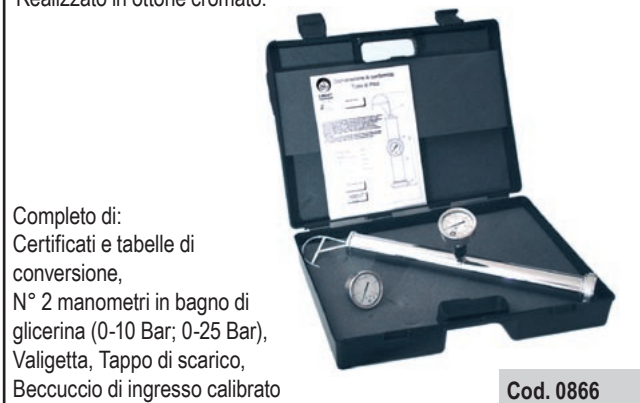 Realizzato in ottone cromato.
Completo di:
Certificati e tabelle di
conversione,
N° 2 manometri in bagno di
glicerina (0-10 Bar; 0-25 Bar),
Valigetta, Tappo di scarico,
Beccuccio di ingresso calibrato
Cod. 0866